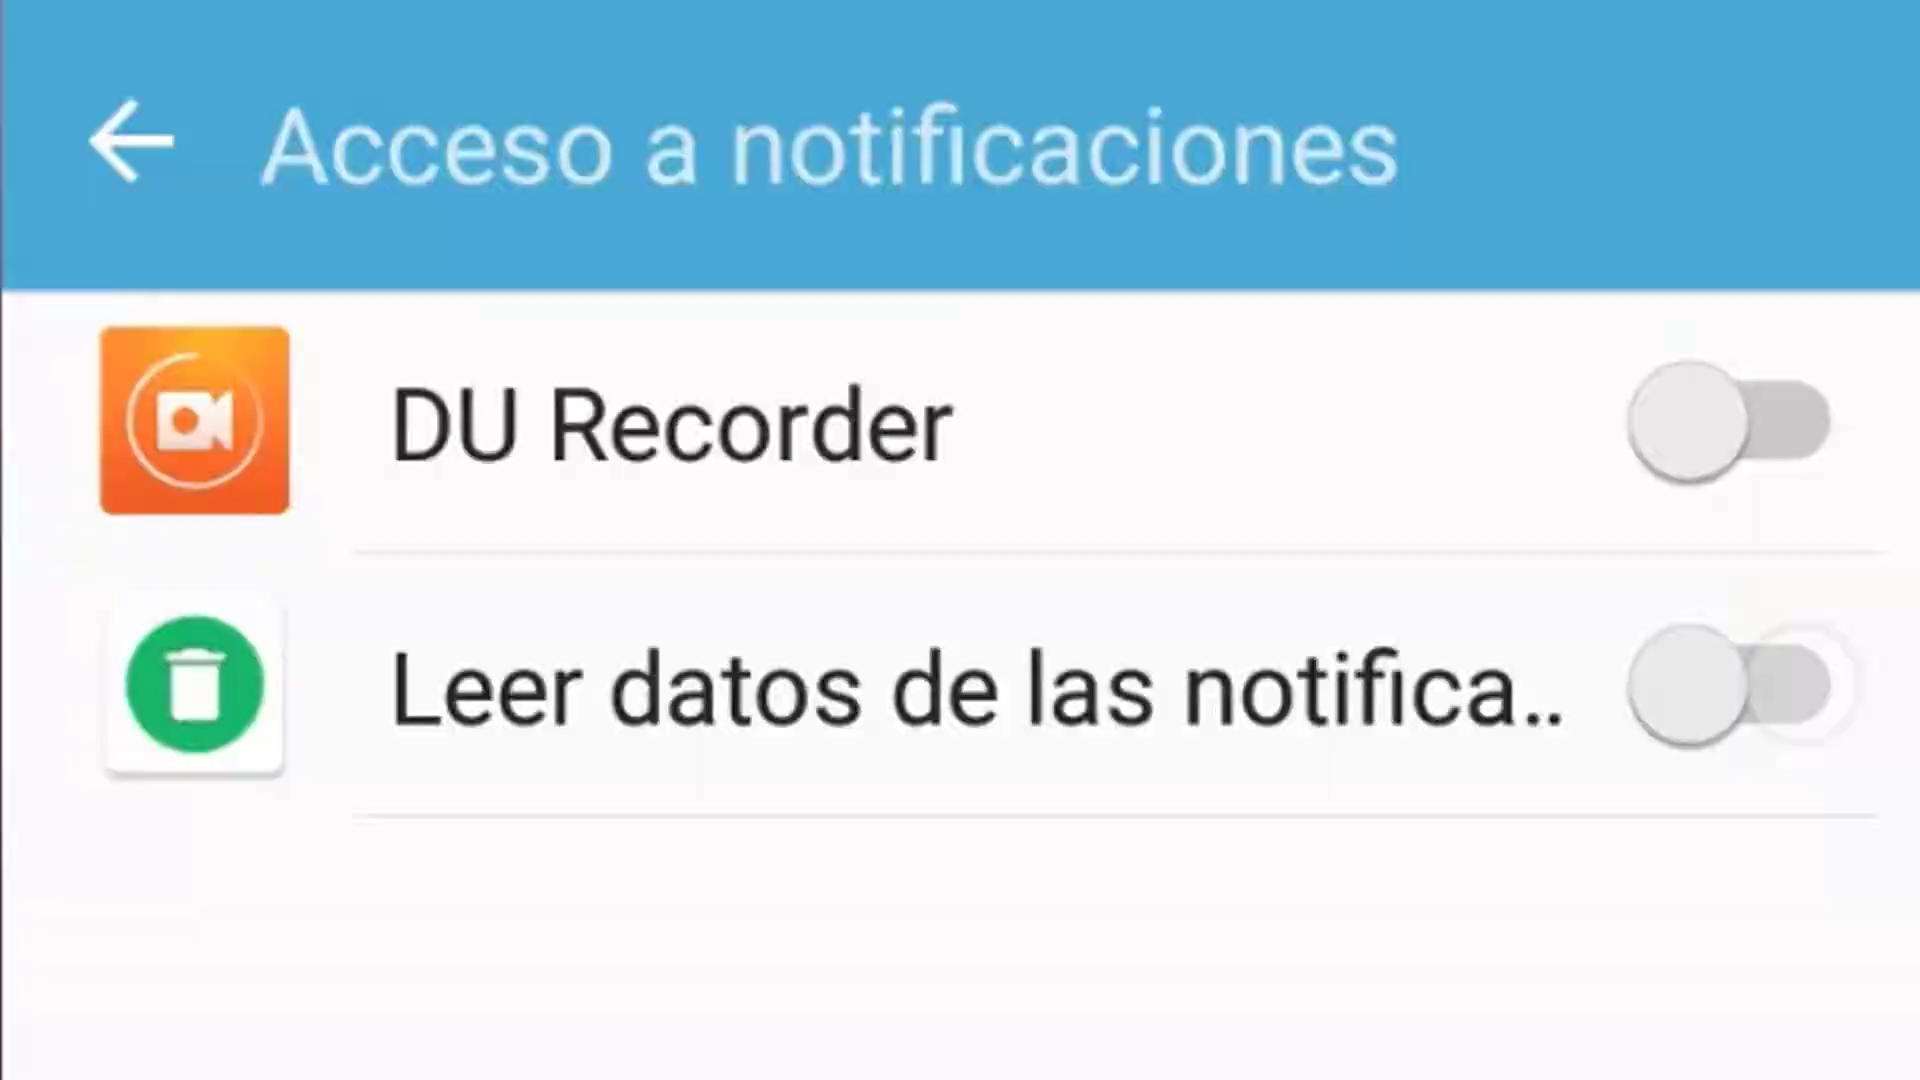 Acceso a notificaciones
DU Recorder
Leer datos de las notifica..